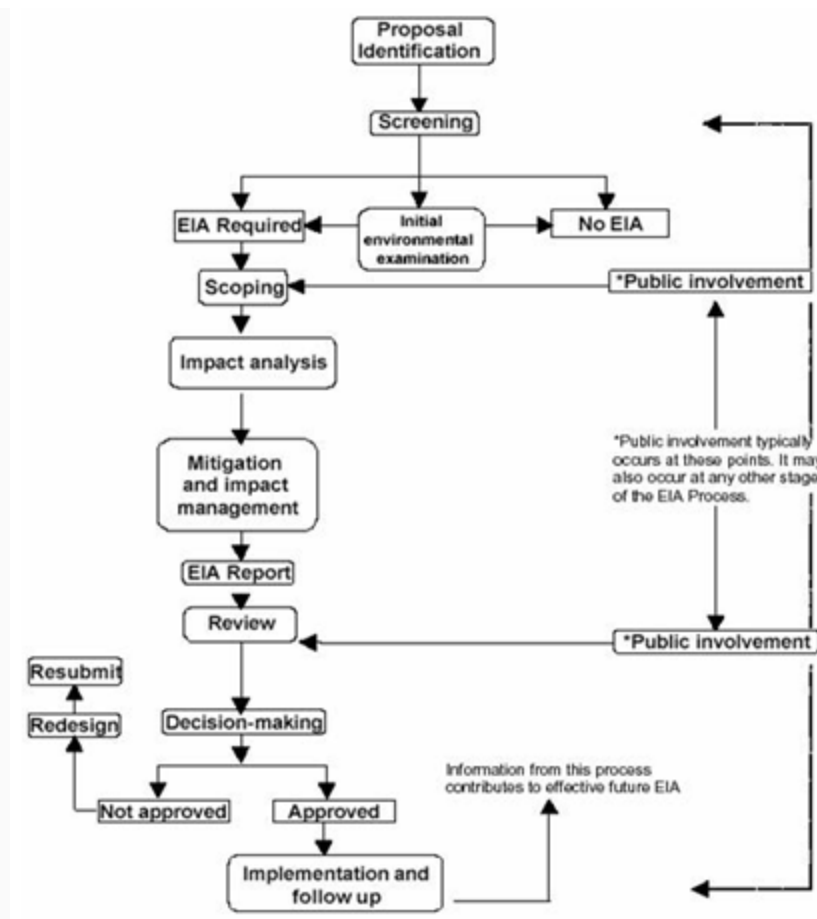 Proposal
Identification
Screening
EIA Required
Initial
environmental
examination
No EIA
Scoping
*Public involvement
Impact analysis
*Public involvement typically
occurs at these points. It may
also occur at any other stage
of the EIA Process.
Mitigation
and impact
management
EIA Report
Review
*Public involvement
Resubmit
Redesign
Decision-making
Information from this process
contributes to effective future EIA
Not approved
Approved
Implementation and
follow up